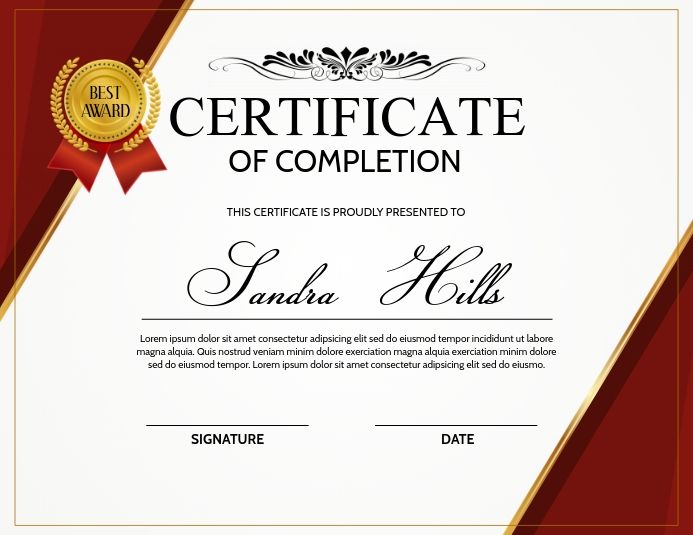 BEST
AWARD
CERTIFICATE
OF COMPLETION
THIS CERTIFICATE IS PROUDLY PRESENTED TO
Sandra Hills
Lorem ipsum dolor sit amet consectetur adipisicing elit sed do eiusmod tempor incididunt ut labore
magna alquia. Quis nostrud veniam minim dolore exerciation magna alquia exerciation minim dolore
sed do eiusmod tempor. Lorem ipsum dolor sit amet consectetur adipisicing elit sed do eiusmo.
SIGNATURE
DATE